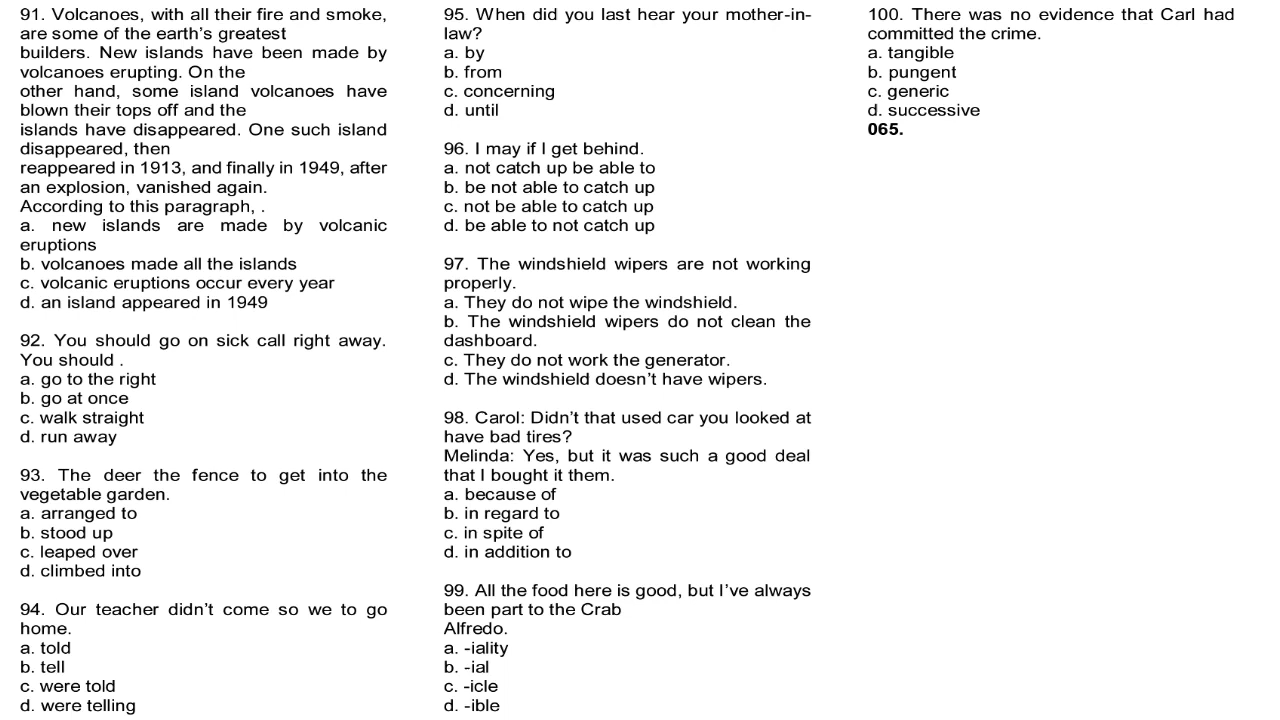 91. Volcanoes, with all their fire and smoke,
are some of the earth's greatest
builders. New islands have been made by
volcanoes erupting. On the
other hand, some island volcanoes have
blown their tops off and the
islands have disappeared. One such island
disappeared, then
reappeared in 1913, and finally in 1949, after
an explosion, vanished again.
According to this paragraph, .
a. new islands are made by volcanic
eruptions
b. volcanoes made all the islands
c. volcanic eruptions occur every year
d. an island appeared in 1949
92. You should go on sick call right away.
You should .
a. go to the right
b. go at once
c. walk straight
d. run away
93. The deer the fence to get into the
vegetable garden.
a. arranged to
b. stood up
c. leaped over
d. climbed into
94. Our teacher didn't come so we to go
home.
a. told
b. tell
c. were told
d. were telling
95. When did you last hear your mother-in-
law?
a. by
b. from
c. concerning
d. until
96. I may if I get behind.
a. not catch up be able to
b. be not able to catch up
c. not be able to catch up
d. be able to not catch up
97. The windshield wipers are not working
properly.
a. They do not wipe the windshield.
b. The windshield wipers do not clean the
dashboard.
c. They do not work the generator.
d. The windshield doesn't have wipers.
98. Carol: Didn't that used car you looked at
have bad tires?
Melinda: Yes, but it was such a good deal
that I bought it them.
a. because of
b. in regard to
c. in spite of
d. in addition to
99. All the food here is good, but I've always
been part to the Crab
Alfredo.
a. -iality
b. -ial
c. -icle
d. -ible
100. There was no evidence that Carl had
committed the crime.
a. tangible
b. pungent
c. generic
d. successive
065.